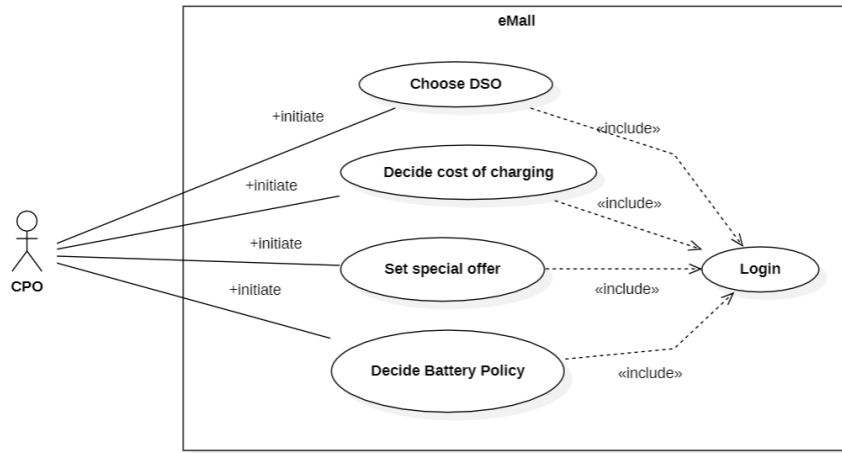 eMall
Choose DSO
+initiate
«include»
Decide cost of charging
+initiate
«include»
+initiate
Set special offer
Login
CPO
+initiate
«include»
Decide Battery Policy
«include»